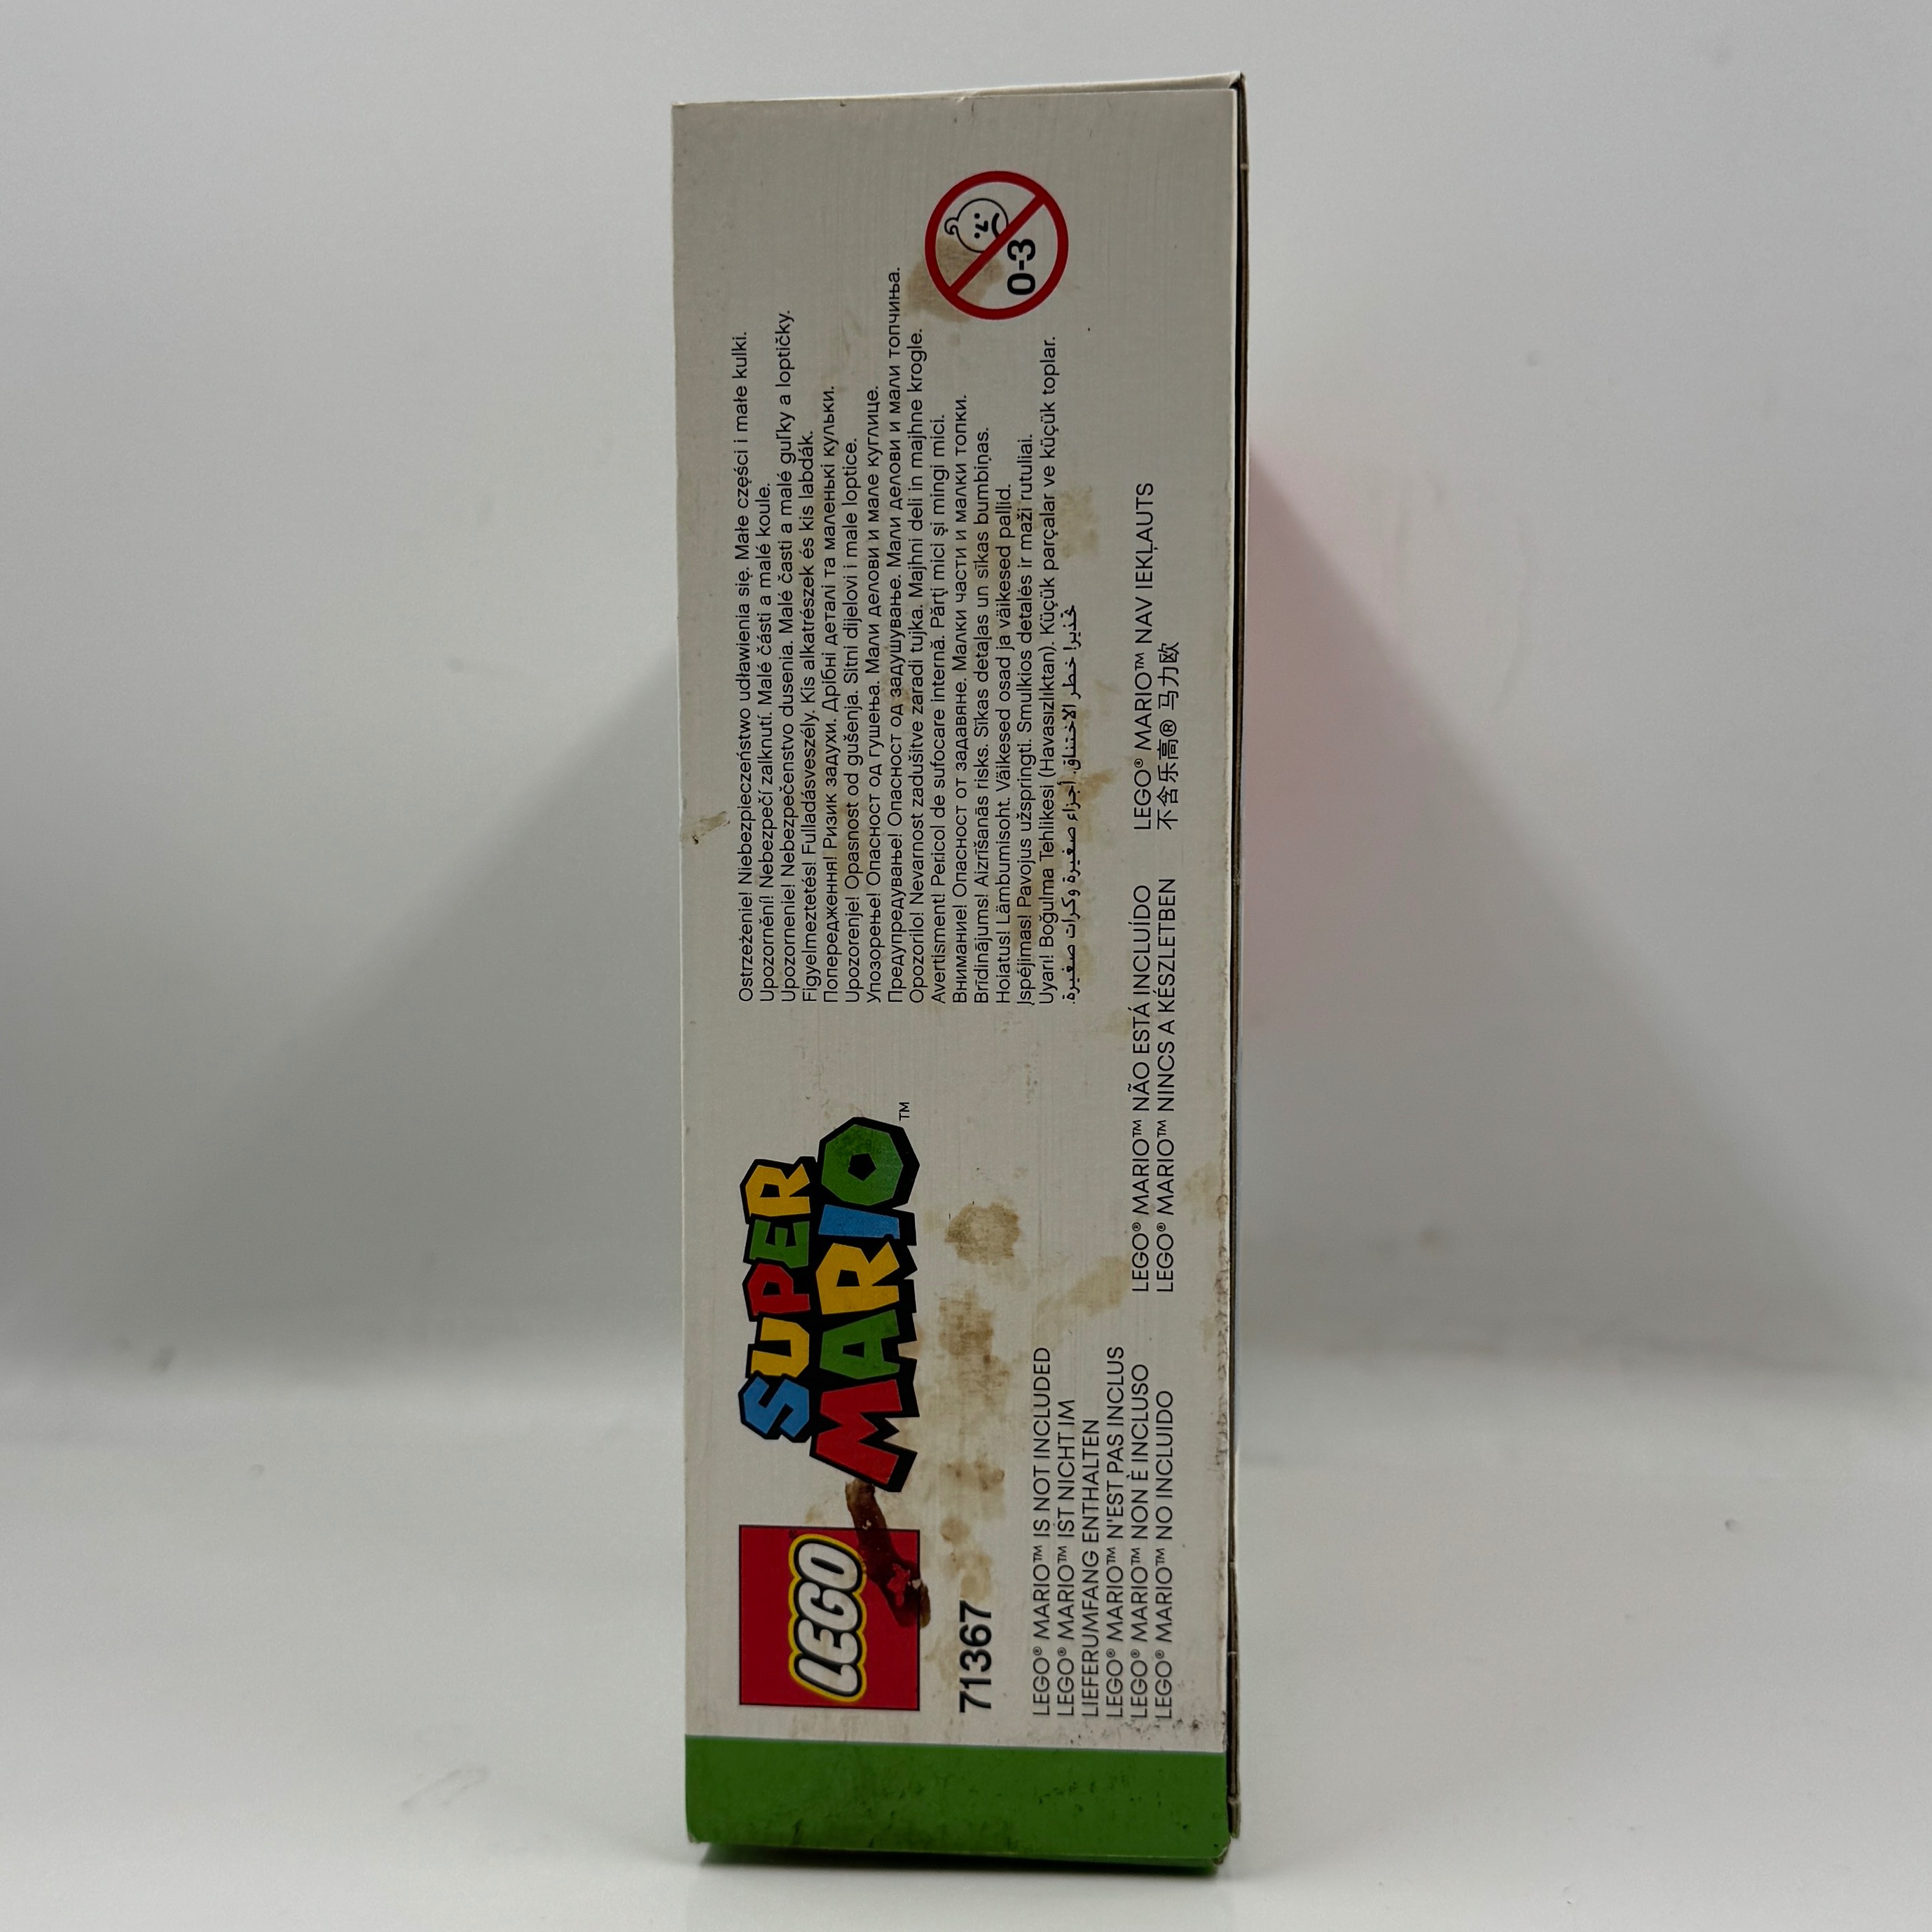 LEGO
SUPER
MARIO™
71367
LEGO® MARIO™ IS NOT INCLUDED
LEGO® MARIO™ IST NICHT IM
LIEFERUMFANG ENTHALTEN
LEGO® MARIO™ N'EST PAS INCLUS
LEGO® MARIO™ NON È INCLUSO
LEGO® MARIO™ NO INCLUIDO
LEGO® MARIO™ NÃO ESTÁ INCLUÍDO
LEGO® MARIO™ NINCS A KÉSZLETBEN
LEGO® MARIO™ NAV IEKĻAUTS
不含乐高® 马力欧
Ostrzeżenie! Niebezpieczeństwo udławienia się. Małe części i małe kulki.
Upozornění! Nebezpečí zalknutí. Malé části a malé koule.
Upozornenie! Nebezpečenstvo dusenia. Malé časti a malé guľky a loptičky.
Figyelmeztetés! Fulladásveszély. Kis alkatrészek és kis labdák.
Попередження! Ризик задухи. Дрібні деталі та маленькі кульки.
Upozorenje! Opasnost od gušenja. Sitni dijelovi i male loptice.
Упозорење! Опасност од гушења. Мали делови и мале куглице.
Предупредување! Опасност од задушување. Мали делови и мали топчиња.
Opozorilo! Nevarnost zadušitve zaradi tujka. Majhni deli in majhne krogle.
Avertisment! Pericol de sufocare internă. Părți mici și mingi mici.
Внимание! Опасност от задавяне. Малки части и малки топки.
Brīdinājums! Aizrīšanās risks. Sīkas detaļas un sīkas bumbiņas.
Hoiatus! Lämbumisoht. Väikesed osad ja väikesed pallid.
Įspėjimas! Pavojus užspringti. Smulkios detalės ir maži rutuliai.
Uyarı! Boğulma Tehlikesi (Havasızlıktan). Küçük parçalar ve küçük toplar.
تحذير! خطر الاختناق. أجزاء صغيرة وكرات صغيرة.
0-3